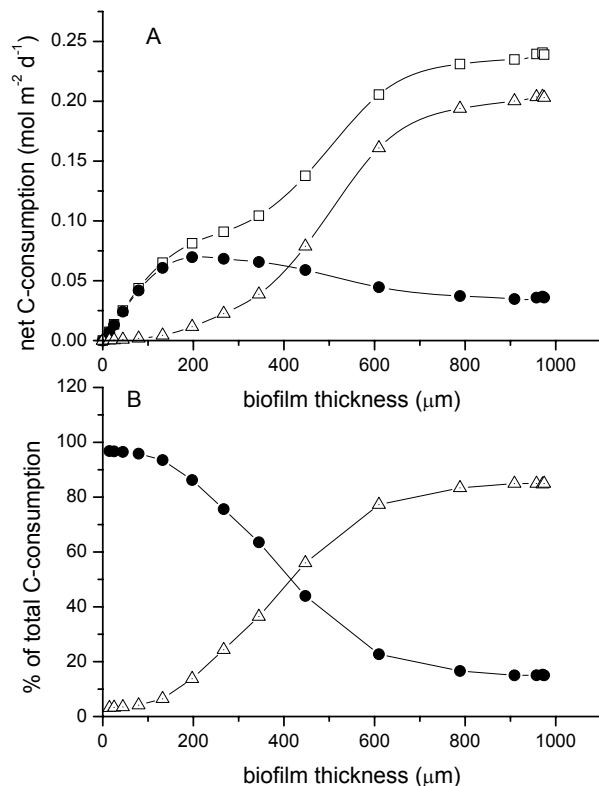 A
net C-consumption (mol m⁻² d⁻¹)
0.25
0.20
0.15
0.10
0.05
0.00
0 200 400 600 800 1000
biofilm thickness (μm)
B
% of total C-consumption
120
100
80
60
40
20
0
0 200 400 600 800 1000
biofilm thickness (μm)